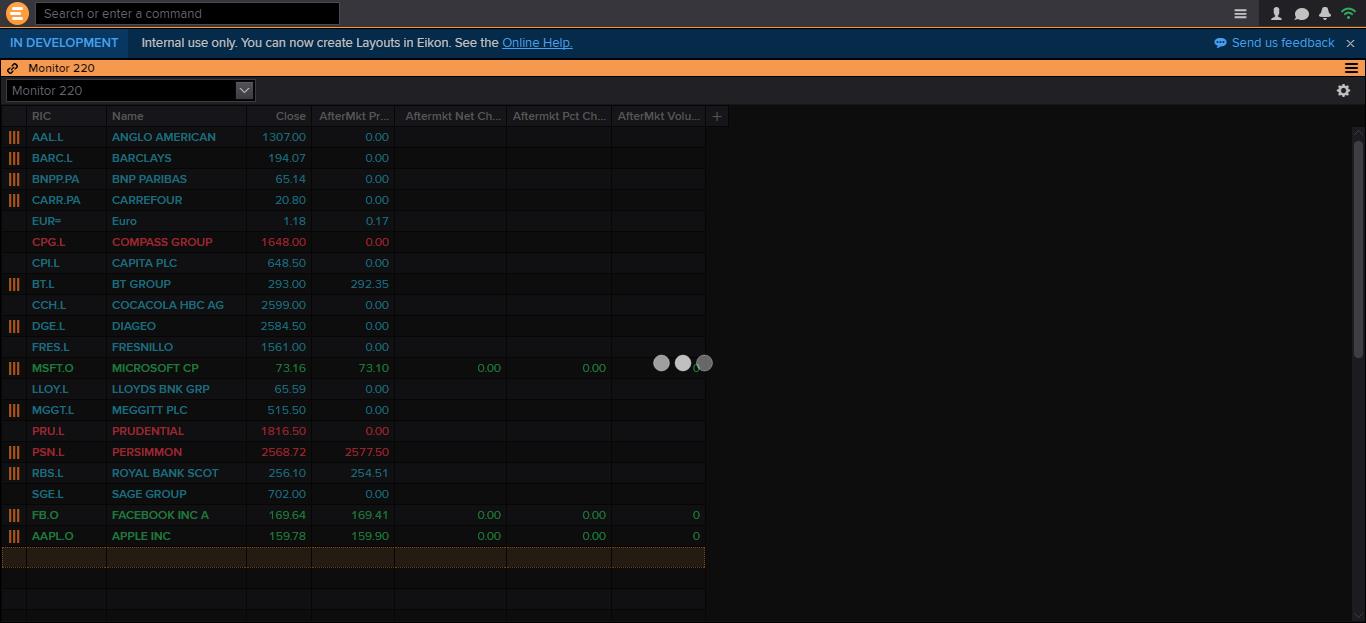 Search or enter a command
IN DEVELOPMENT Internal use only. You can now create Layouts in Eikon. See the Online Help. Send us feedback
Monitor 220
Monitor 220
RIC Name Close AfterMkt Pr... Aftermkt Net Ch... Aftermkt Pct Ch... AfterMkt Volu... +
AAL.L ANGLO AMERICAN 1307.00 0.00
BARC.L BARCLAYS 194.07 0.00
BNPP.PA BNP PARIBAS 65.14 0.00
CARR.PA CARREFOUR 20.80 0.00
EUR= Euro 1.18 0.17
CPG.L COMPASS GROUP 1648.00 0.00
CPI.L CAPITA PLC 648.50 0.00
BT.L BT GROUP 293.00 292.35
CCH.L COCACOLA HBC AG 2599.00 0.00
DGE.L DIAGEO 2584.50 0.00
FRES.L FRESNILLO 1561.00 0.00
MSFT.O MICROSOFT CP 73.16 73.10 0.00 0.00 0
LLOY.L LLOYDS BNK GRP 65.59 0.00
MGGT.L MEGGITT PLC 515.50 0.00
PRU.L PRUDENTIAL 1816.50 0.00
PSN.L PERSIMMON 2568.72 2577.50
RBS.L ROYAL BANK SCOT 256.10 254.51
SGE.L SAGE GROUP 702.00 0.00
FB.O FACEBOOK INC A 169.64 169.41 0.00 0.00 0
AAPL.O APPLE INC 159.78 159.90 0.00 0.00 0